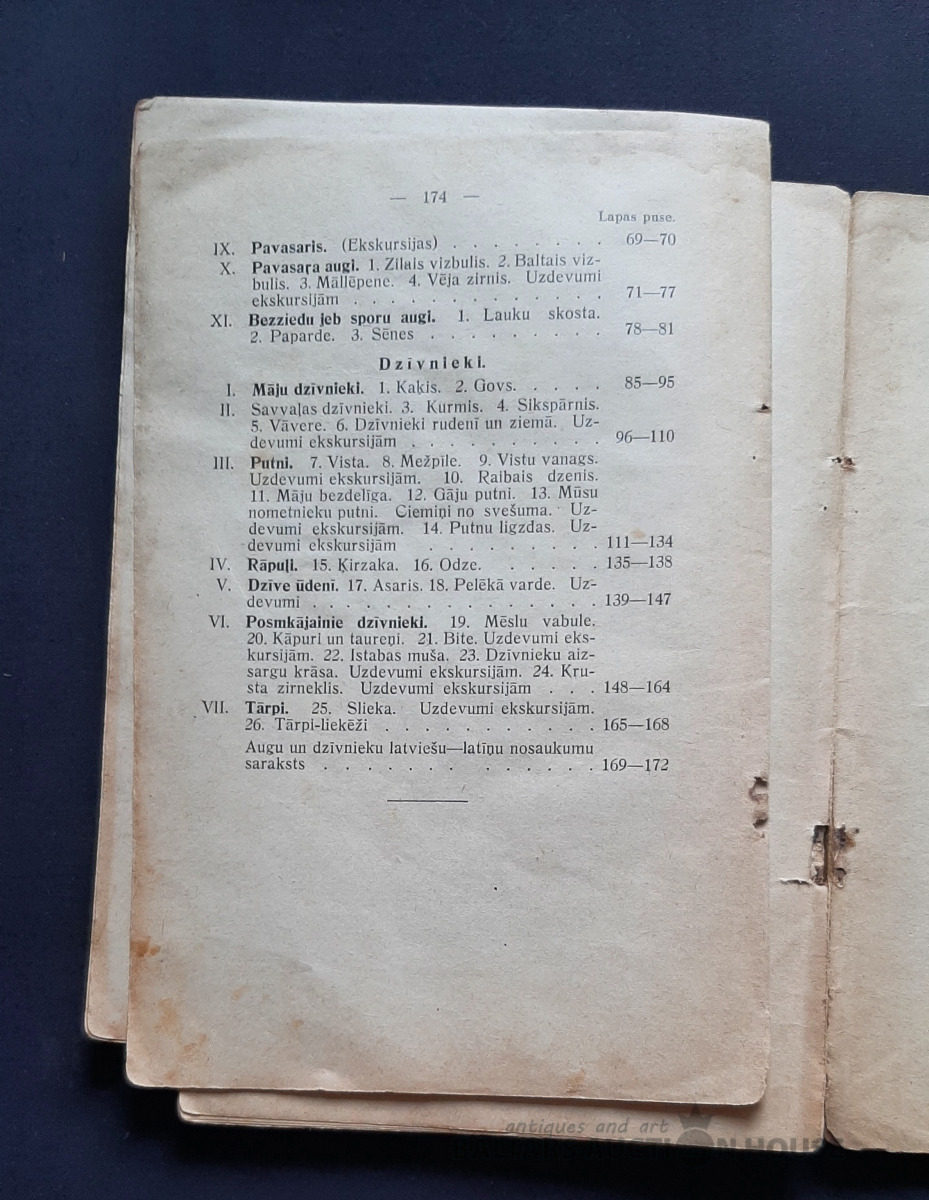 — 174 —
Lapas puse.
IX. Pavasaris. (Ekskursijas) . . . . . . . . 69—70
X. Pavasaŗa augi. 1. Zilais vizbulis. 2. Baltais viz-
bulis. 3. Māllēpene. 4. Vēja zirnis. Uzdevumi
ekskursijām . . . . . . . . . . . . . 71—77
XI. Bezziedu jeb sporu augi. 1. Lauku skosta.
2. Paparde. 3. Sēnes . . . . . . . . . 78—81
Dzīvnieki.
I. Māju dzīvnieki. 1. Kaķis. 2. Govs. . . . . 85—95
II. Savvaļas dzīvnieki. 3. Kurmis. 4. Sikspārnis.
5. Vāvere. 6. Dzīvnieki rudenī un ziemā. Uz-
devumi ekskursijām . . . . . . . . . . 96—110
III. Putni. 7. Vista. 8. Mežpīle. 9. Vistu vanags.
Uzdevumi ekskursijām. 10. Raibais dzenis.
11. Māju bezdelīga. 12. Gāju putni. 13. Mūsu
nometnieku putni. Ciemiņi no svešuma. Uz-
devumi ekskursijām. 14. Putnu ligzdas. Uz-
devumi ekskursijām . . . . . . . . . 111—134
IV. Rāpuļi. 15. Ķirzaka. 16. Odze. . . . . . 135—138
V. Dzīve ūdenī. 17. Asaris. 18. Pelēkā varde. Uz-
devumi . . . . . . . . . . . . . . . 139—147
VI. Posmkājainie dzīvnieki. 19. Mēslu vabule.
20. Kāpuri un taureņi. 21. Bite. Uzdevumi eks-
kursijām. 22. Istabas muša. 23. Dzīvnieku aiz-
sargu krāsa. Uzdevumi ekskursijām. 24. Kru-
sta zirneklis. Uzdevumi ekskursijām . . . 148—164
VII. Tārpi. 25. Slieka. Uzdevumi ekskursijām.
26. Tārpi-liekēži . . . . . . . . . . . 165—168
Augu un dzīvnieku latviešu—latīņu nosaukumu
saraksts . . . . . . . . . . . . . . 169—172
antiques and art
HOUSE